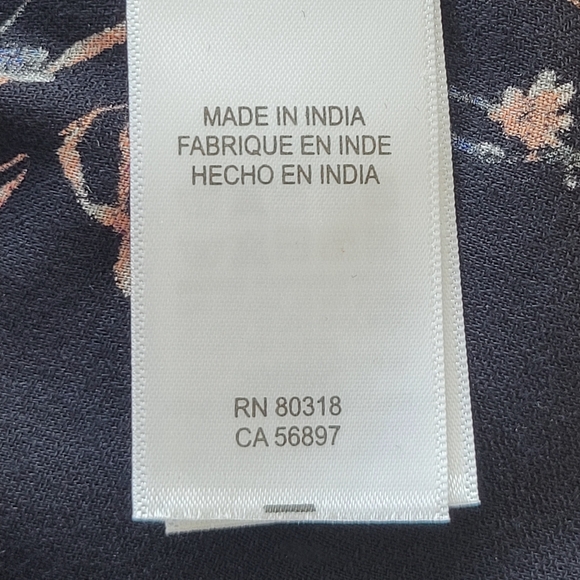 MADE IN INDIA
FABRIQUE EN INDE
HECHO EN INDIA
RN 80318
CA 56897